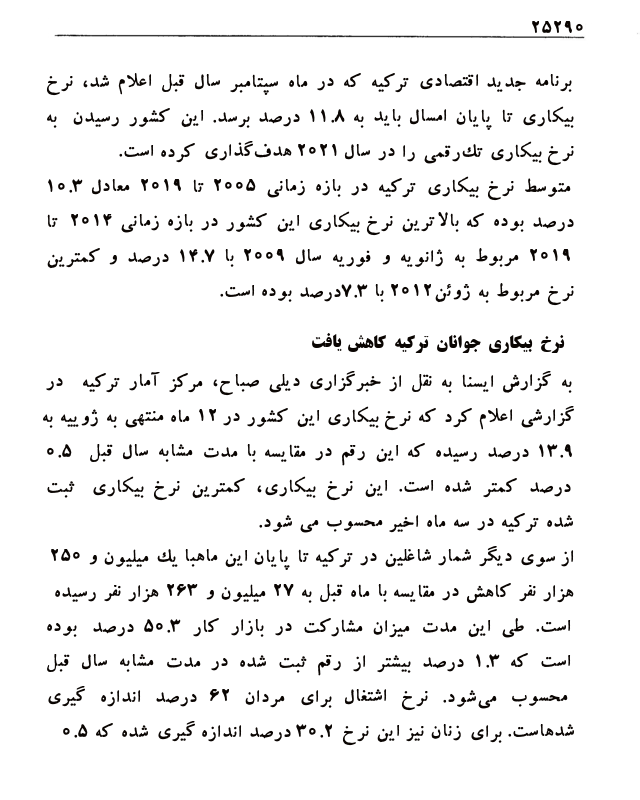 ۲۵۲۹۰
برنامه جدید اقتصادی ترکیه که در ماه سپتامبر سال قبل اعلام شد، نرخ
بیکاری تا پایان امسال باید به ۱۱.۸ درصد برسد. این کشور رسیدن به
نرخ بیکاری تك‌رقمی را در سال ۲۰۲۱ هدف‌گذاری کرده است.
متوسط نرخ بیکاری ترکیه در بازه زمانی ۲۰۰۵ تا ۲۰۱۹ معادل ۱۰.۳
درصد بوده که بالاترین نرخ بیکاری این کشور در بازه زمانی ۲۰۱۴ تا
۲۰۱۹ مربوط به ژانویه و فوریه سال ۲۰۰۹ با ۱۴.۷ درصد و کمترین
نرخ مربوط به ژوئن۲۰۱۲ با ۷.۳درصد بوده است.
نرخ بیکاری جوانان ترکیه کاهش یافت
به گزارش ایسنا به نقل از خبرگزاری دیلی صباح، مرکز آمار ترکیه در
گزارشی اعلام کرد که نرخ بیکاری این کشور در ۱۲ ماه منتهی به ژوییه به
۱۳.۹ درصد رسیده که این رقم در مقایسه با مدت مشابه سال قبل ۰.۵
درصد کمتر شده است. این نرخ بیکاری، کمترین نرخ بیکاری ثبت
شده ترکیه در سه ماه اخیر محسوب می شود.
از سوی دیگر شمار شاغلین در ترکیه تا پایان این ماهبا یك میلیون و ۲۵۰
هزار نفر کاهش در مقایسه با ماه قبل به ۲۷ میلیون و ۲۶۳ هزار نفر رسیده
است. طی این مدت میزان مشارکت در بازار کار ۵۰.۳ درصد بوده
است که ۱.۳ درصد بیشتر از رقم ثبت شده در مدت مشابه سال قبل
محسوب می‌شود. نرخ اشتغال برای مردان ۶۲ درصد اندازه گیری
شدهاست. برای زنان نیز این نرخ ۳۰.۲ درصد اندازه گیری شده که ۰.۵